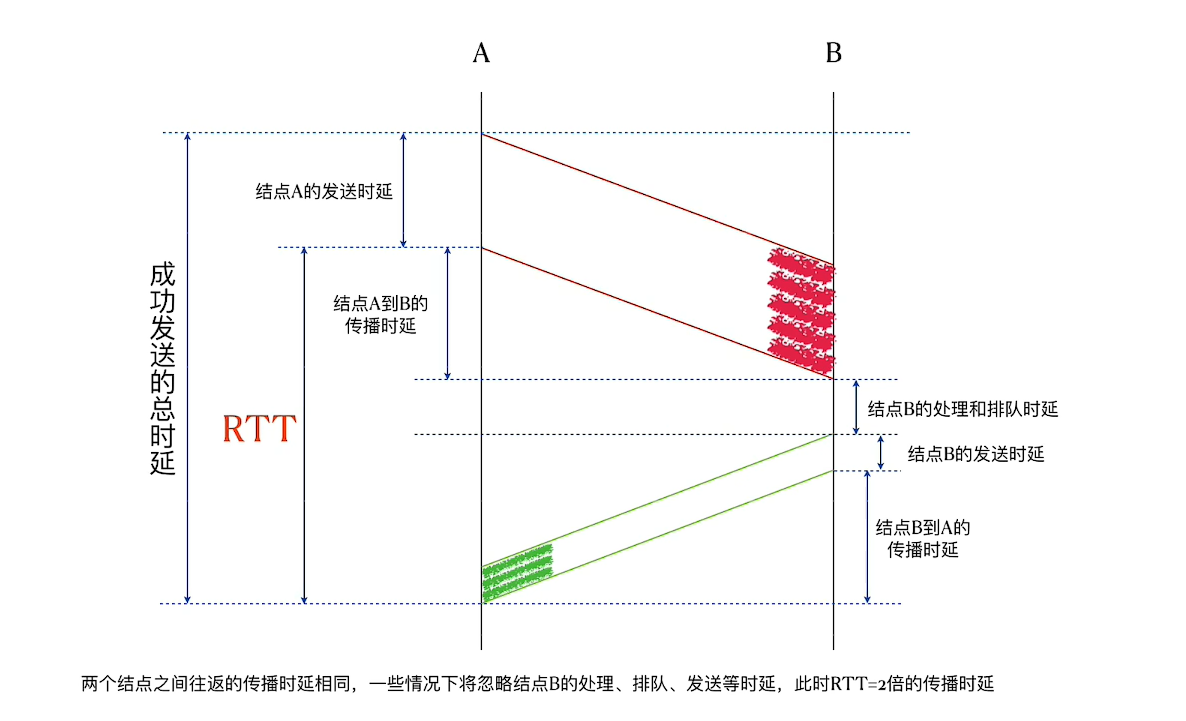 A
B
结点A的发送时延
成功发送的总时延
结点A到B的
传播时延
RTT
结点B的处理和排队时延
结点B的发送时延
结点B到A的
传播时延
两个结点之间往返的传播时延相同，一些情况下将忽略结点B的处理、排队、发送等时延，此时RTT=2倍的传播时延